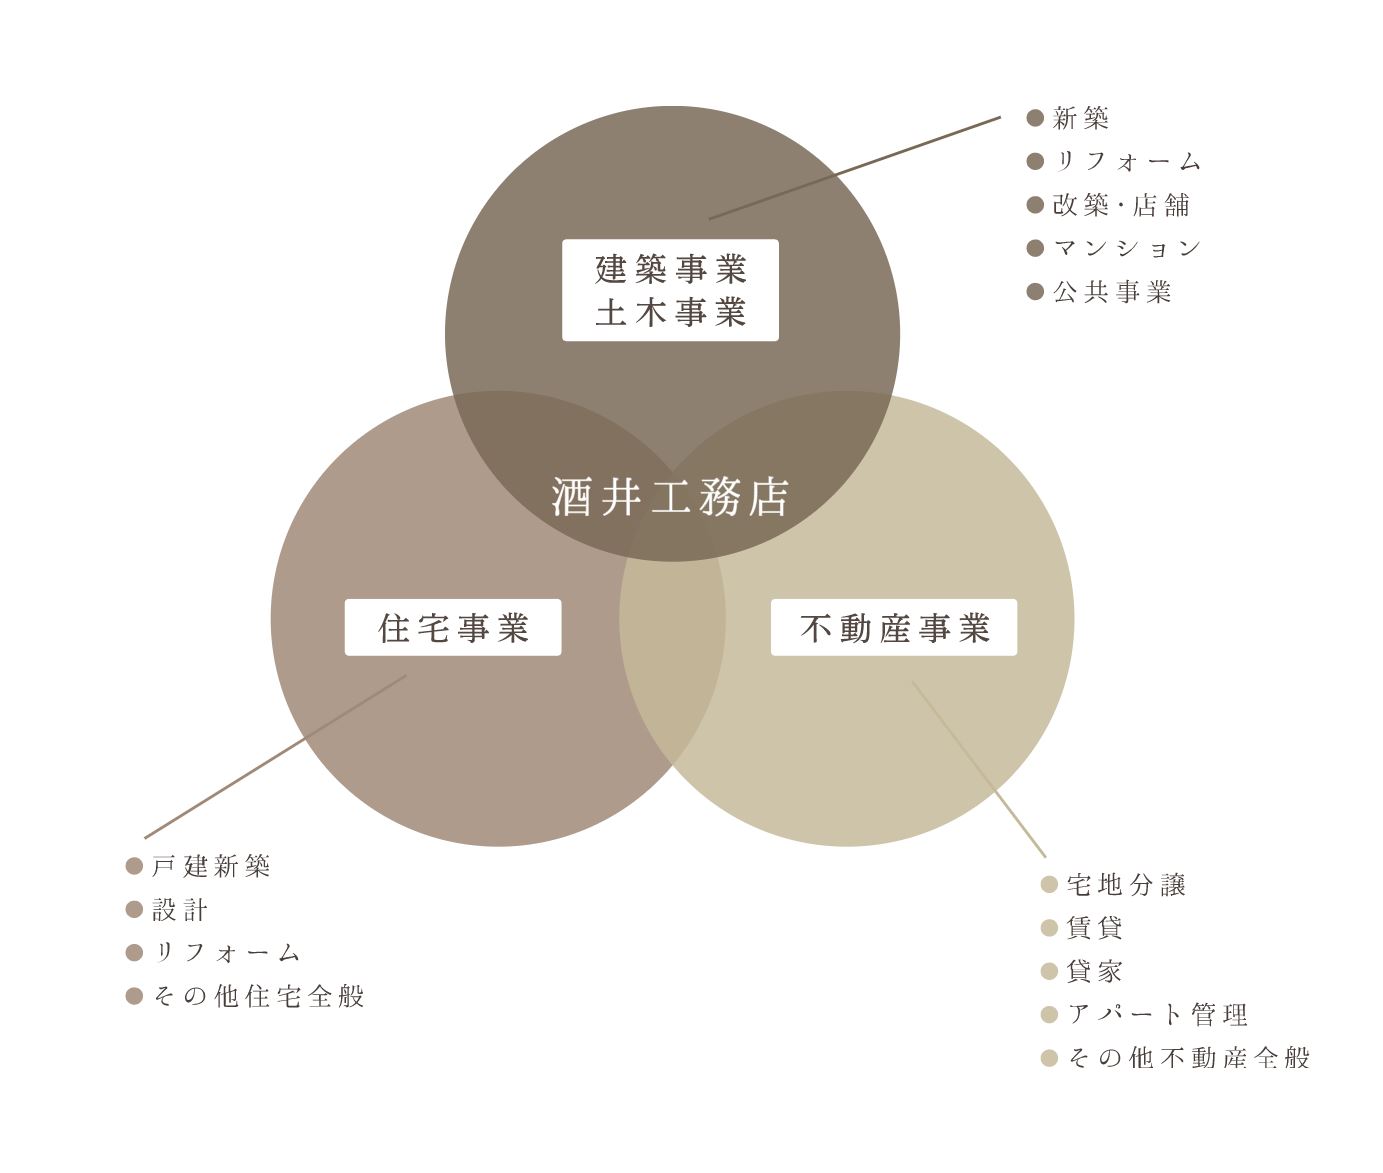 新築
リフォーム
改築・店舗
マンション
公共事業
建築事業
土木事業
酒井工務店
住宅事業
不動産事業
戸建新築
設計
リフォーム
その他住宅全般
宅地分譲
賃貸
貸家
アパート管理
その他不動産全般